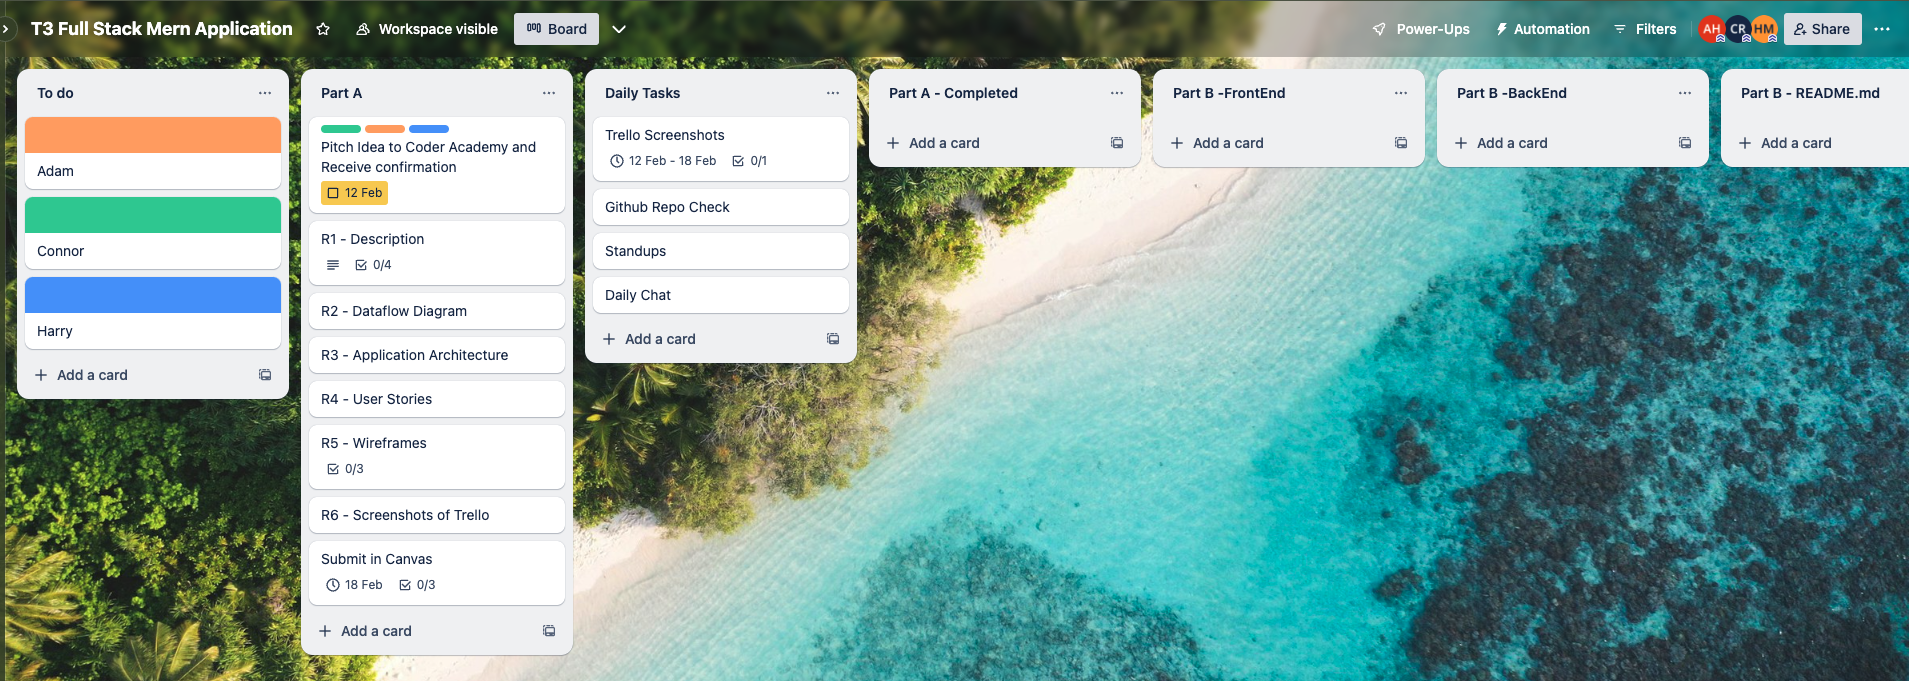 T3 Full Stack Mern Application
Workspace visible
Board
Power-Ups
Automation
Filters
AH
CR
HM
Share
To do
Adam
Connor
Harry
Add a card
Part A
Pitch Idea to Coder Academy and
Receive confirmation
12 Feb
R1 - Description
0/4
R2 - Dataflow Diagram
R3 - Application Architecture
R4 - User Stories
R5 - Wireframes
0/3
R6 - Screenshots of Trello
Submit in Canvas
18 Feb 0/3
Add a card
Daily Tasks
Trello Screenshots
12 Feb - 18 Feb 0/1
Github Repo Check
Standups
Daily Chat
Add a card
Part A - Completed
Add a card
Part B -FrontEnd
Add a card
Part B -BackEnd
Add a card
Part B - README.md
Add a card